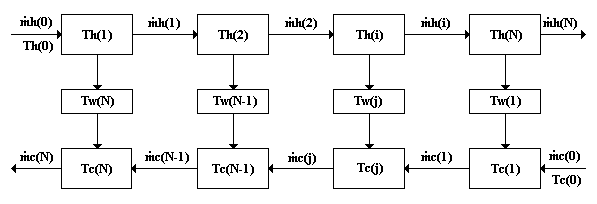 ṁh(0) ṁh(1) ṁh(2) ṁh(i) ṁh(N)
Th(0) Th(1) Th(2) Th(i) Th(N)
Tw(N) Tw(N-1) Tw(j) Tw(1)
ṁc(N) ṁc(N-1) ṁc(j) ṁc(1) ṁc(0)
Tc(N) Tc(N-1) Tc(j) Tc(1) Tc(0)